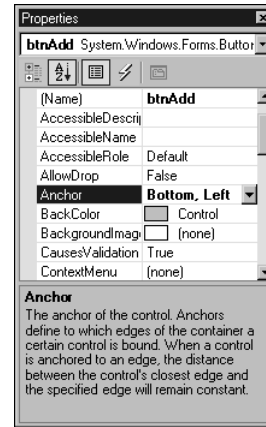 Properties
btnAdd System.Windows.Forms.Buttor
(Name) btnAdd
AccessibleDescrip
AccessibleName
AccessibleRole Default
AllowDrop False
Anchor Bottom, Left
BackColor Control
BackgroundImag (none)
CausesValidation True
ContextMenu (none)
Anchor
The anchor of the control. Anchors
define to which edges of the container a
certain control is bound. When a control
is anchored to an edge, the distance
between the control's closest edge and
the specified edge will remain constant.